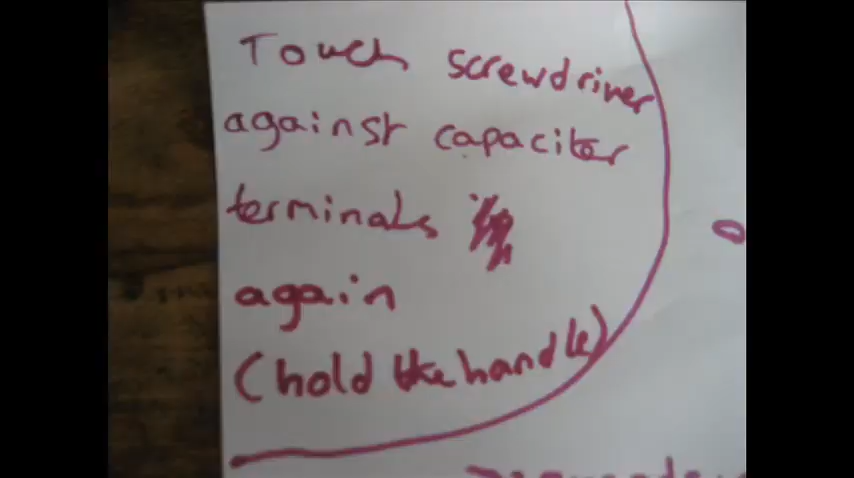 Touch screwdriver
against capacitor
terminals
again
(hold the handle)